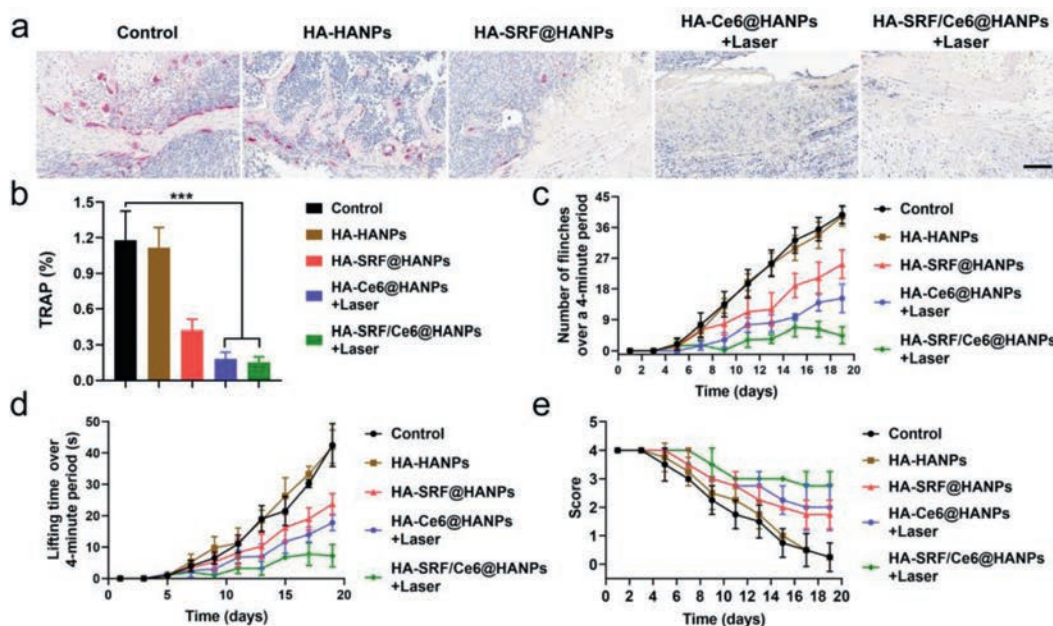 a
Control
HA-HANPs
HA-SRF@HANPs
HA-Ce6@HANPs
+Laser
HA-SRF/Ce6@HANPs
+Laser
b
TRAP (%)
1.5
1.2
0.9
0.6
0.3
0.0
***
Control
HA-HANPs
HA-SRF@HANPs
HA-Ce6@HANPs
+Laser
HA-SRF/Ce6@HANPs
+Laser
c
Number of flinches
over a 4-minute period
45
36
27
18
9
0
0 2 4 6 8 10 12 14 16 18 20
Time (days)
Control
HA-HANPs
HA-SRF@HANPs
HA-Ce6@HANPs
+Laser
HA-SRF/Ce6@HANPs
+Laser
d
Lifting time over
4-minute period (s)
50
40
30
20
10
0
0 5 10 15 20
Time (days)
Control
HA-HANPs
HA-SRF@HANPs
HA-Ce6@HANPs
+Laser
HA-SRF/Ce6@HANPs
+Laser
e
Score
5
4
3
2
1
0
0 2 4 6 8 10 12 14 16 18 20
Time (days)
Control
HA-HANPs
HA-SRF@HANPs
HA-Ce6@HANPs
+Laser
HA-SRF/Ce6@HANPs
+Laser